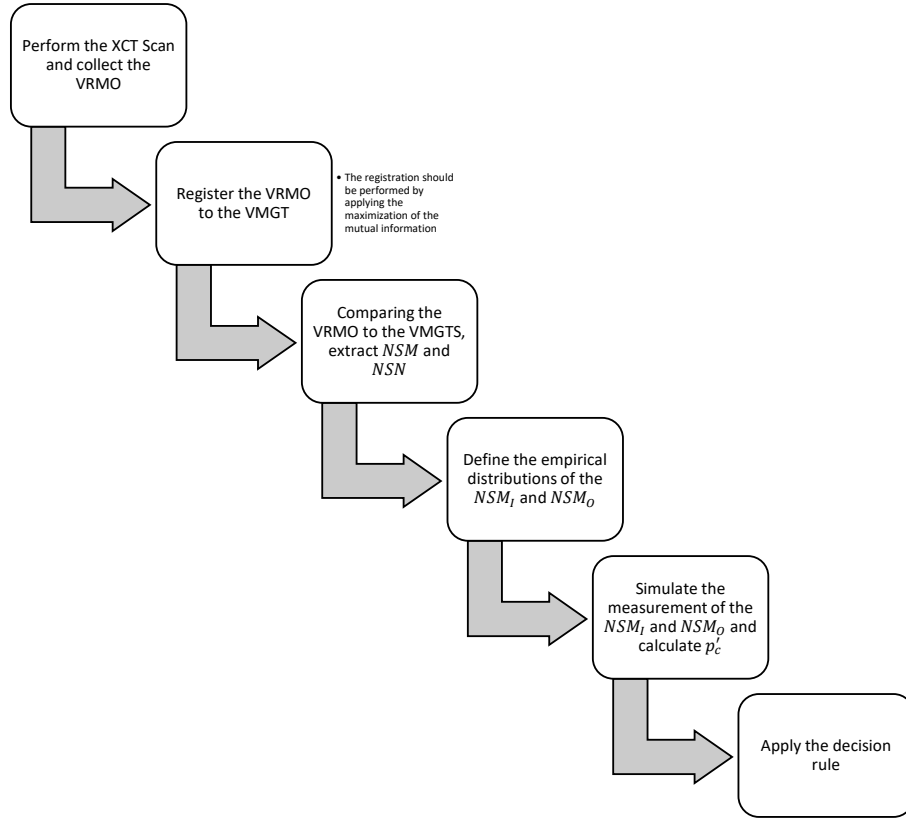 Perform the XCT Scan
and collect the
VRMO
Register the VRMO
to the VMGT
• The registration should
be performed by
applying the
maximization of the
mutual information
Comparing the
VRMO to the VMGTS,
extract NSM and
NSN
Define the empirical
distributions of the
NSM_I and NSM_O
Simulate the
measurement of the
NSM_I and NSM_O and
calculate p'_c
Apply the decision
rule